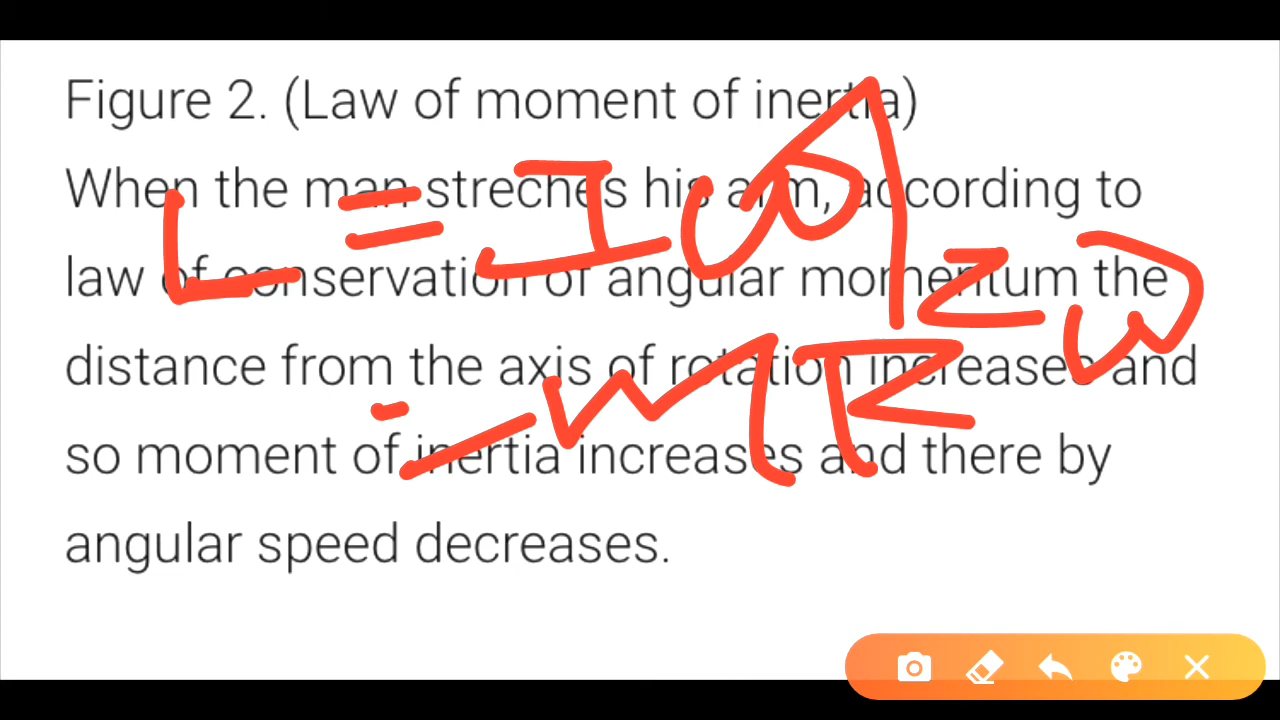 Figure 2. (Law of moment of inertia)
When the man streches his arm, according to
law of conservation of angular momentum the
distance from the axis of rotation increases and
so moment of inertia increases and there by
angular speed decreases.
L = I ω
= mr² ω